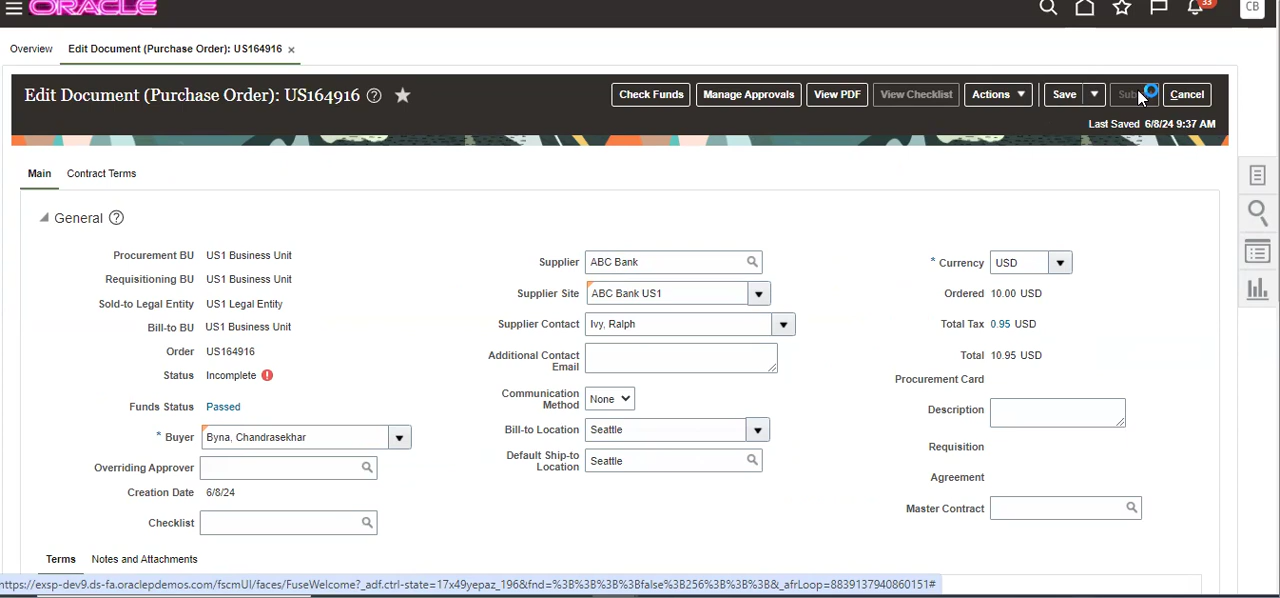 ORACLE
33
CB
Overview
Edit Document (Purchase Order): US164916 ×
Edit Document (Purchase Order): US164916
Check Funds
Manage Approvals
View PDF
View Checklist
Actions
Save
Cancel
Last Saved 6/8/24 9:37 AM
Main
Contract Terms
General
Procurement BU US1 Business Unit
Requisitioning BU US1 Business Unit
Sold-to Legal Entity US1 Legal Entity
Bill-to BU US1 Business Unit
Order US164916
Status Incomplete
Funds Status Passed
* Buyer Byna, Chandrasekhar
Overriding Approver
Creation Date 6/8/24
Checklist
Supplier ABC Bank
Supplier Site ABC Bank US1
Supplier Contact Ivy, Ralph
Additional Contact
Email
Communication
Method None
Bill-to Location Seattle
Default Ship-to
Location Seattle
* Currency USD
Ordered 10.00 USD
Total Tax 0.95 USD
Total 10.95 USD
Procurement Card
Description
Requisition
Agreement
Master Contract
Terms
Notes and Attachments
https://exsp-dev9.ds-fa.oraclepdemos.com/fscmUI/faces/FuseWelcome?_adf.ctrl-state=17x49yepaz_196&fnd=%3B%3B%3B%3Bfalse%3B256%3B%3B%3B&_afrLoop=8839137940860151#